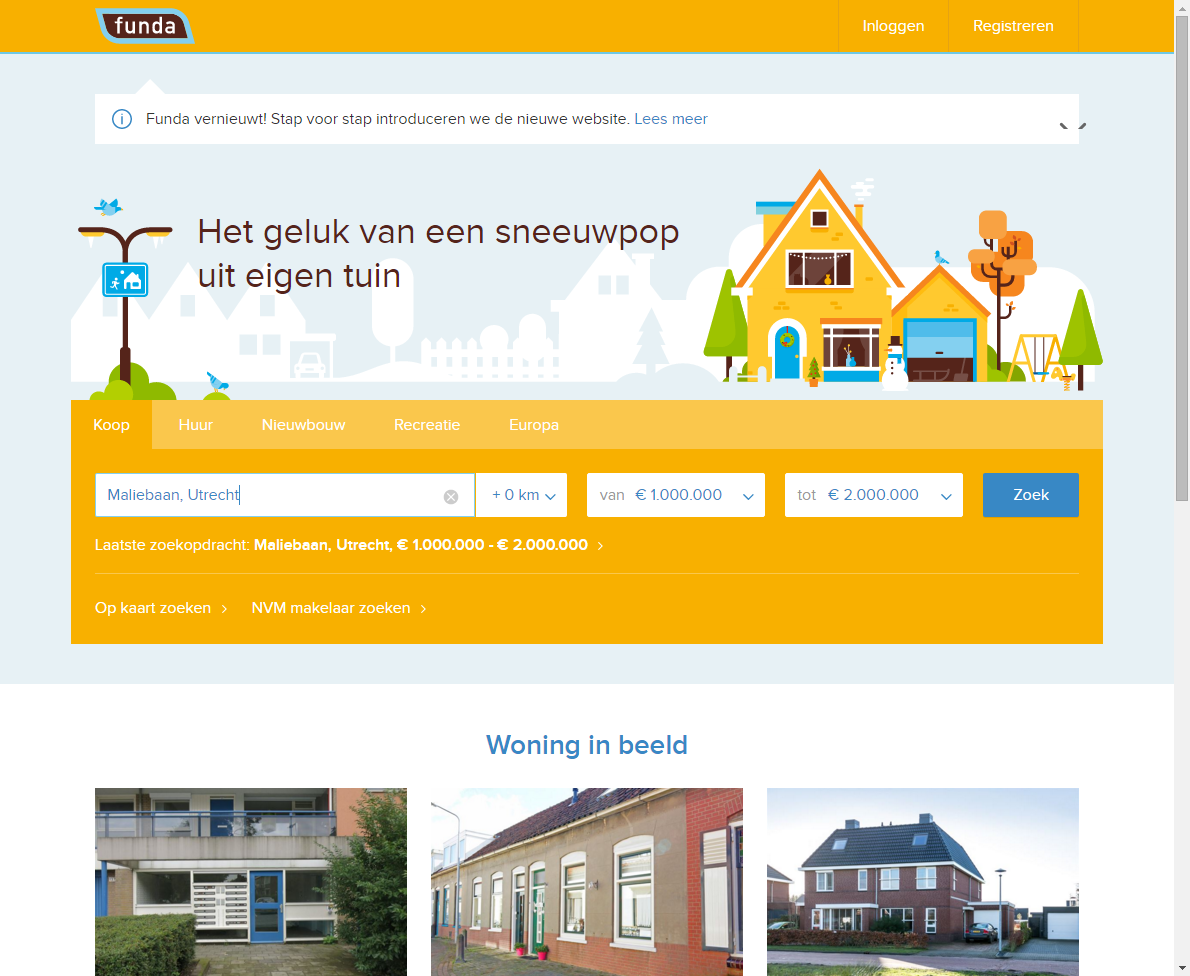 funda
Inloggen
Registreren
Funda vernieuwt! Stap voor stap introduceren we de nieuwe website. Lees meer
Het geluk van een sneeuwpop
uit eigen tuin
Koop
Huur
Nieuwbouw
Recreatie
Europa
Maliebaan, Utrecht
+ 0 km
van € 1.000.000
tot € 2.000.000
Zoek
Laatste zoekopdracht: Maliebaan, Utrecht, € 1.000.000 - € 2.000.000
Op kaart zoeken
NVM makelaar zoeken
Woning in beeld